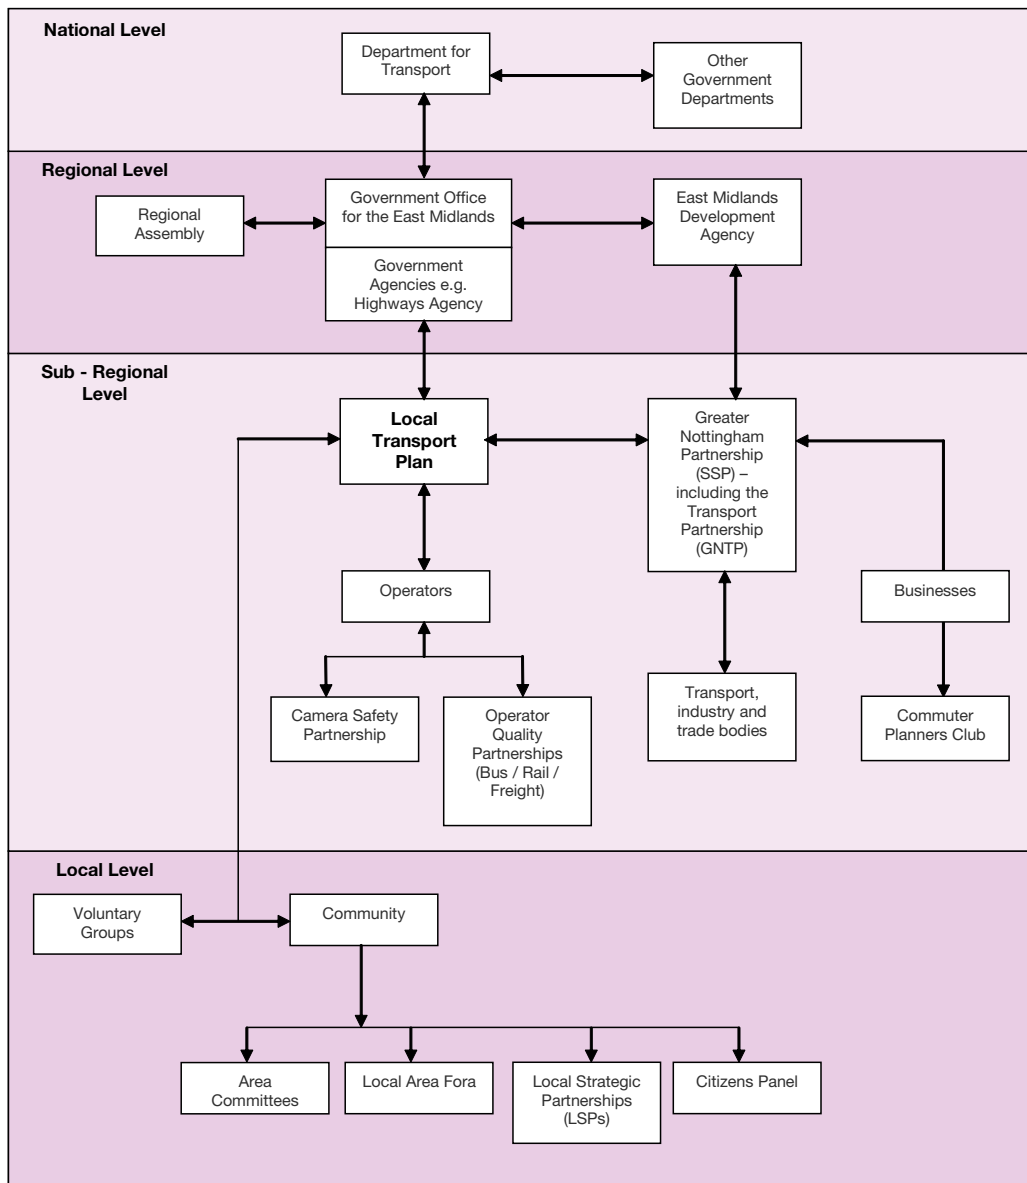 National Level
Department for
Transport
Other
Government
Departments
Regional Level
Regional
Assembly
Government Office
for the East Midlands
East Midlands
Development
Agency
Government
Agencies e.g.
Highways Agency
Sub - Regional
Level
Local
Transport
Plan
Greater
Nottingham
Partnership
(SSP) –
including the
Transport
Partnership
(GNTP)
Operators
Businesses
Camera Safety
Partnership
Operator
Quality
Partnerships
(Bus / Rail /
Freight)
Transport,
industry and
trade bodies
Commuter
Planners Club
Local Level
Voluntary
Groups
Community
Area
Committees
Local Area Fora
Local Strategic
Partnerships
(LSPs)
Citizens Panel